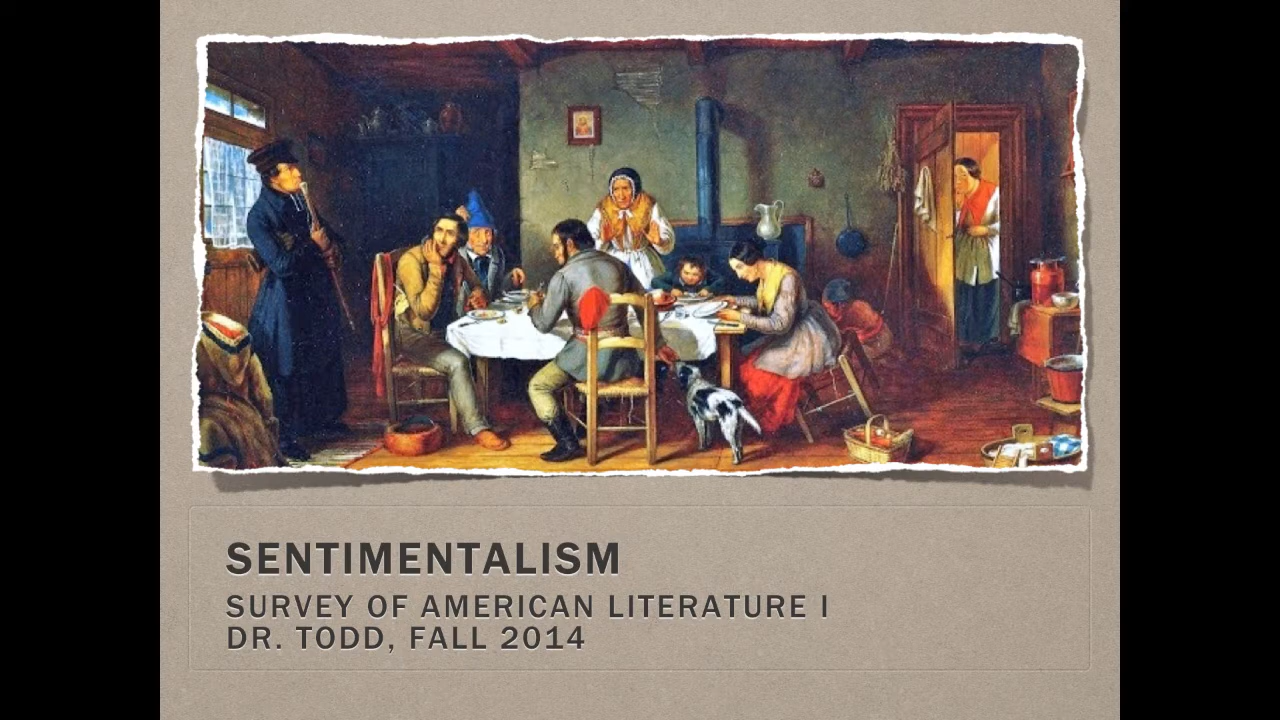 SENTIMENTALISM
SURVEY OF AMERICAN LITERATURE I
DR. TODD, FALL 2014